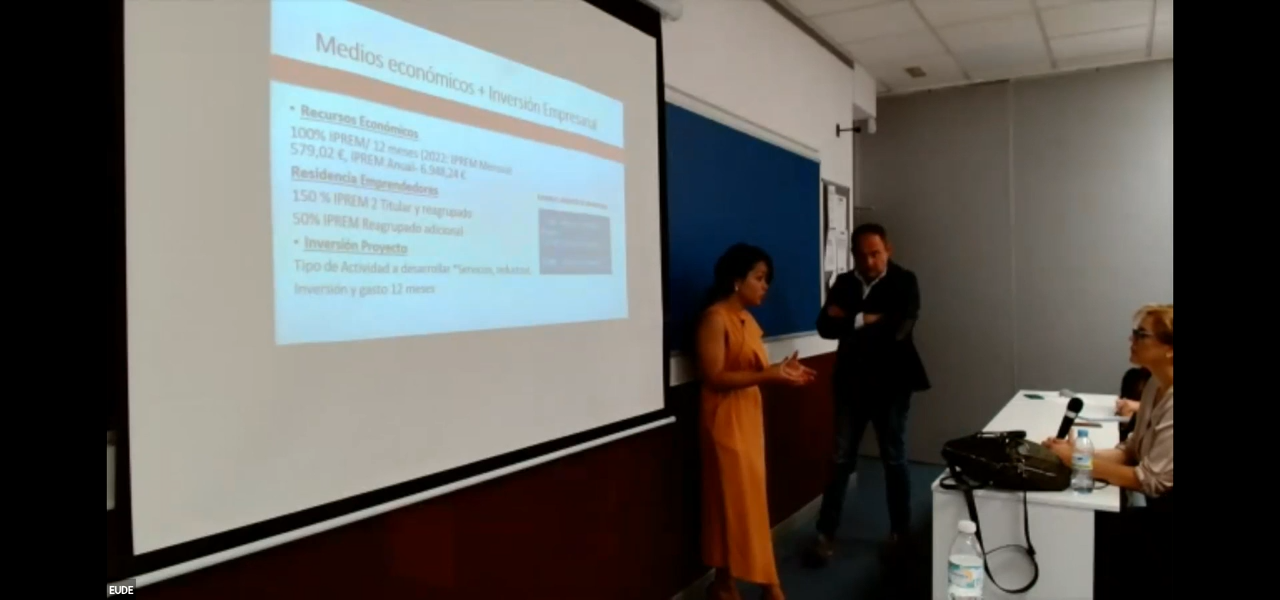 Medios económicos + Inversión Empresarial
• Recursos Económicos
100% IPREM/ 12 meses (2022: IPREM Mensual
579,02 €, IPREM Anual- 6.948,24 €
Residencia Emprendedores
150 % IPREM 2 Titular y reagrupado
50% IPREM Reagrupado adicional
• Inversión Proyecto
Tipo de Actividad a desarrollar *Servicios,
Inversión y gasto 12 meses
EUDE